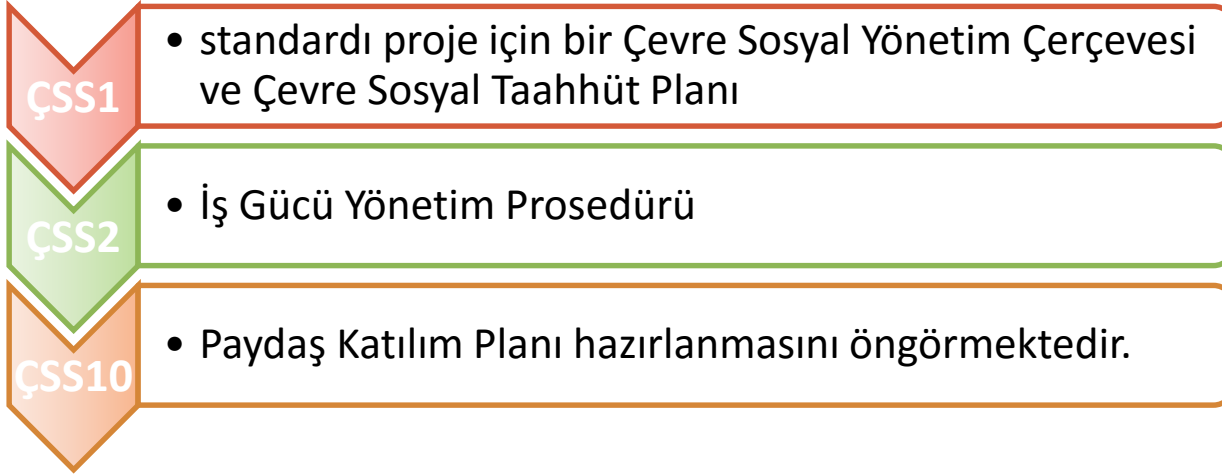 ÇSS1
• standardı proje için bir Çevre Sosyal Yönetim Çerçevesi
ve Çevre Sosyal Taahhüt Planı
ÇSS2
• İş Gücü Yönetim Prosedürü
ÇSS10
• Paydaş Katılım Planı hazırlanmasını öngörmektedir.